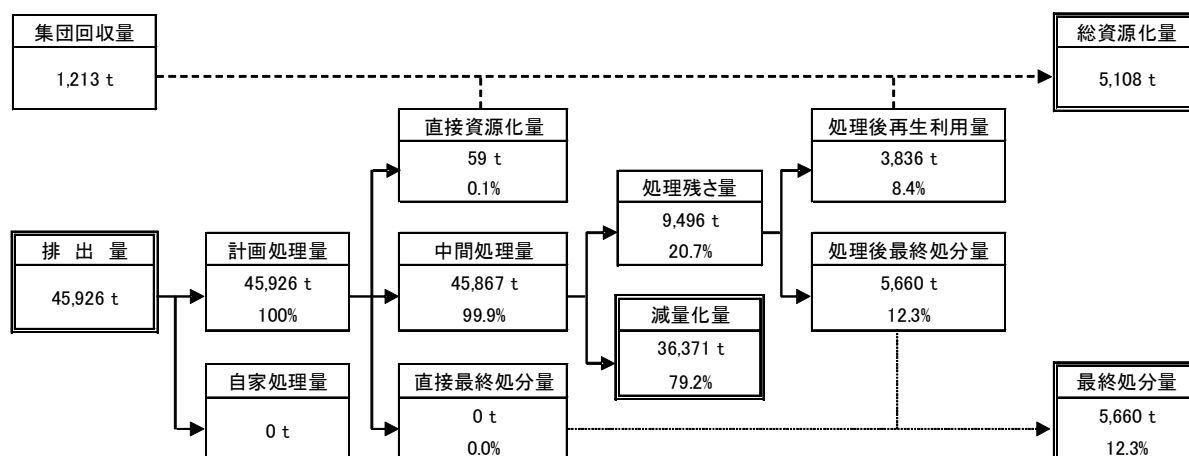 集団回収量
1,213 t
総資源化量
5,108 t
直接資源化量
59 t
0.1%
処理後再生利用量
3,836 t
8.4%
処理残さ量
9,496 t
20.7%
排 出 量
45,926 t
計画処理量
45,926 t
100%
中間処理量
45,867 t
99.9%
処理後最終処分量
5,660 t
12.3%
減量化量
36,371 t
79.2%
自家処理量
0 t
直接最終処分量
0 t
0.0%
最終処分量
5,660 t
12.3%